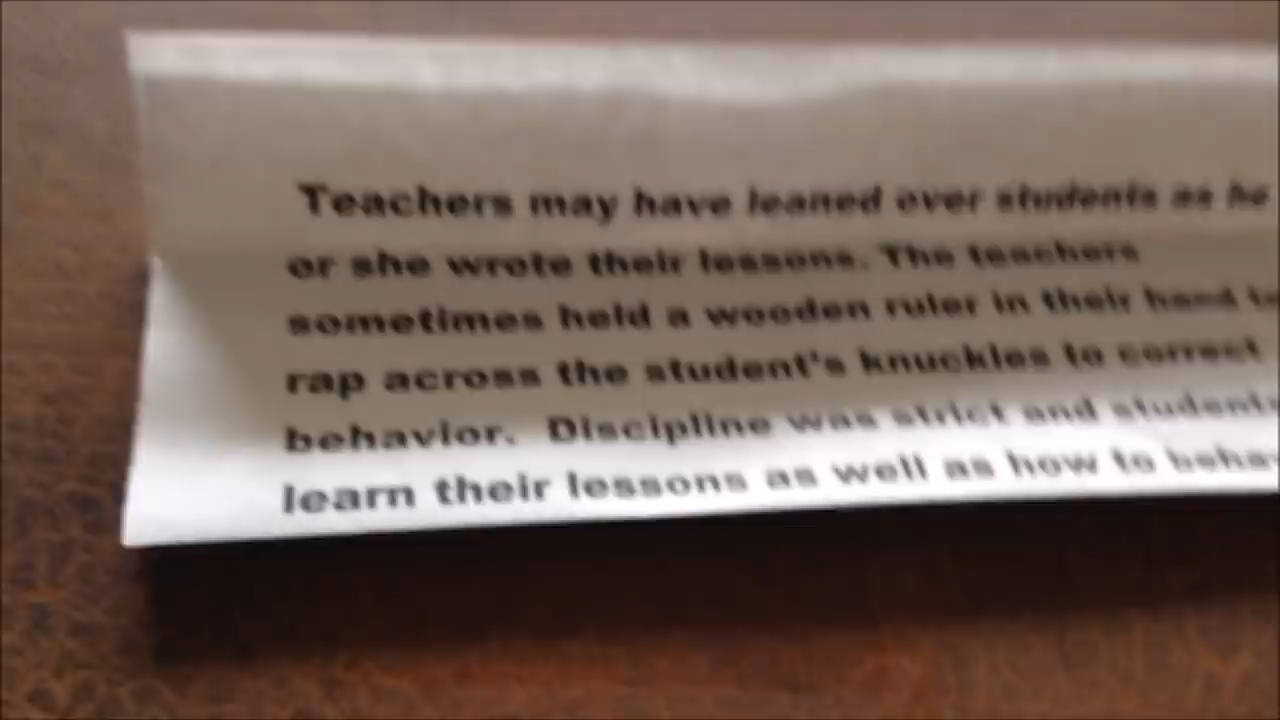 Teachers may have leaned over students as he
or she wrote their lessons. The teachers
sometimes held a wooden ruler in their hand
rap across the student's knuckles to correct
behavior. Discipline was strict and students
learn their lessons as well as how to